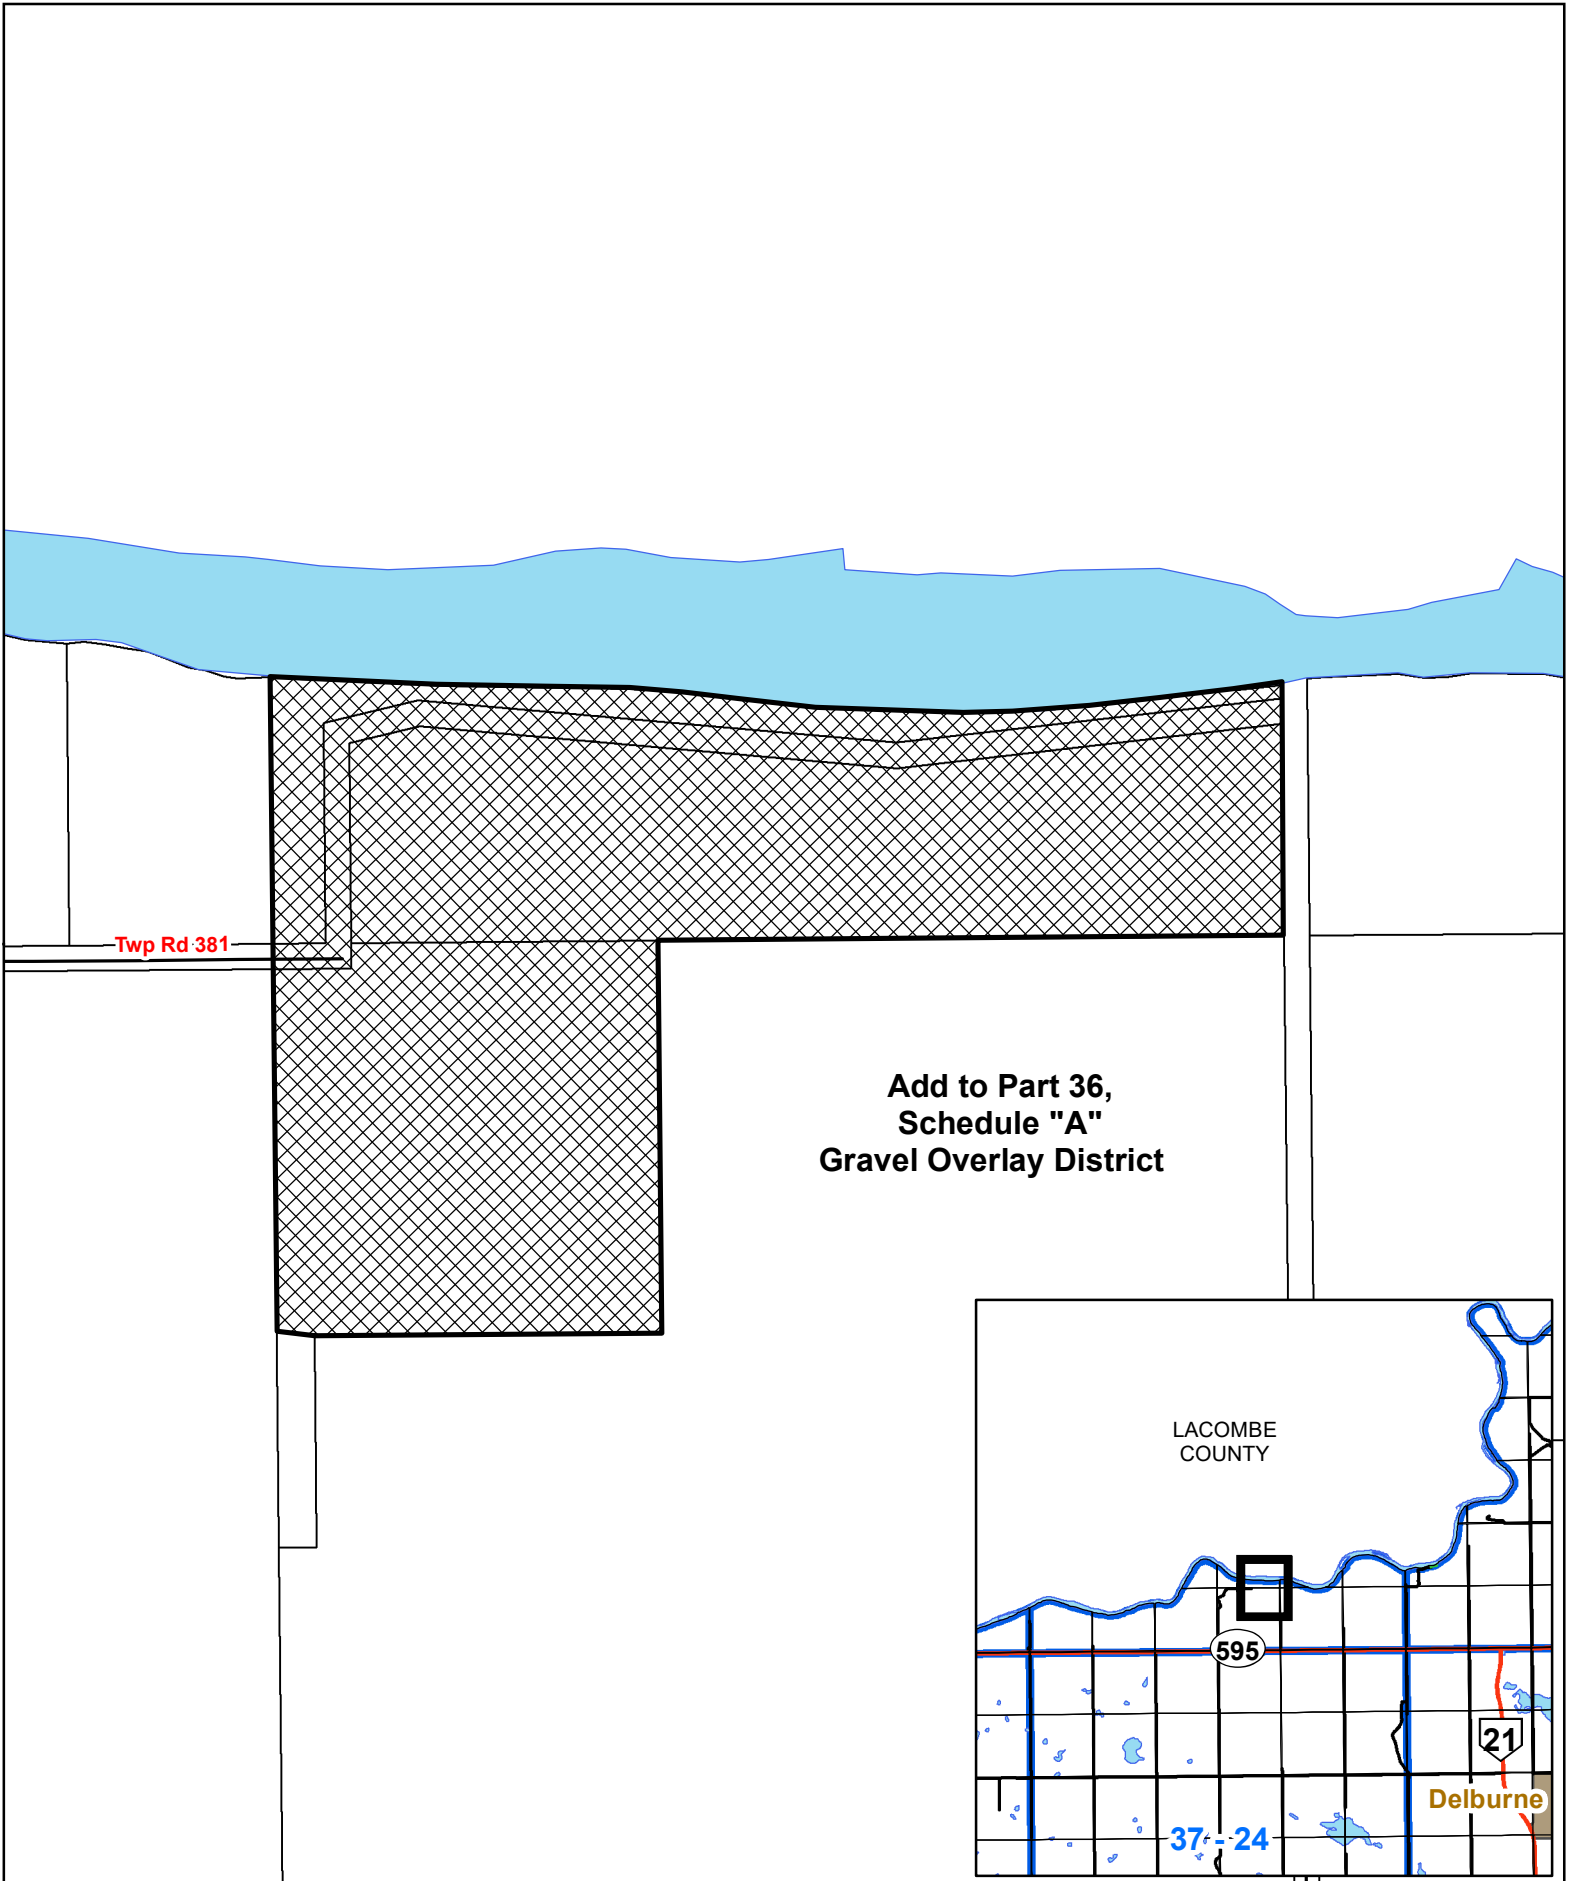 Twp Rd 381
Add to Part 36,
Schedule "A"
Gravel Overlay District
LACOMBE
COUNTY
595
21
Delburne
37 - 24